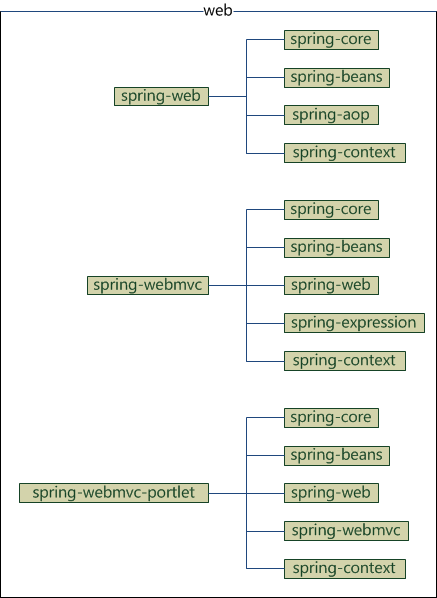 web
spring-web
spring-core
spring-beans
spring-aop
spring-context
spring-webmvc
spring-core
spring-beans
spring-web
spring-expression
spring-context
spring-webmvc-portlet
spring-core
spring-beans
spring-web
spring-webmvc
spring-context